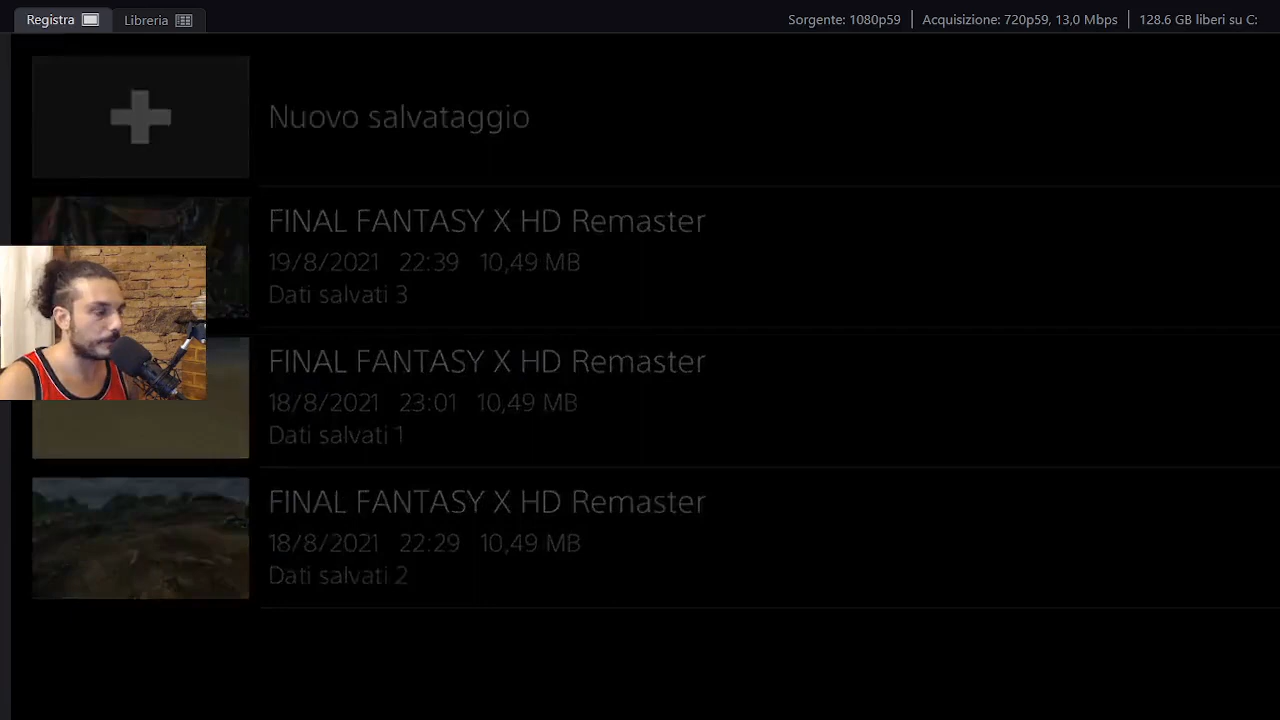 Registra
Libreria
Sorgente: 1080p59
Acquisizione: 720p59, 13,0 Mbps
128.6 GB liberi su C:
Nuovo salvataggio
FINAL FANTASY X HD Remaster
19/8/2021 22:39 10,49 MB
Dati salvati 3
FINAL FANTASY X HD Remaster
18/8/2021 23:01 10,49 MB
Dati salvati 1
FINAL FANTASY X HD Remaster
18/8/2021 22:29 10,49 MB
Dati salvati 2